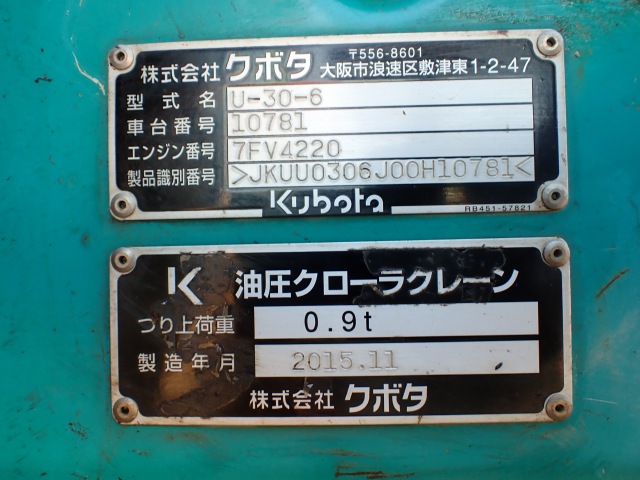 〒556-8601
株式会社 クボタ 大阪市浪速区敷津東1-2-47
型式名 U-30-6
車台番号 10781
エンジン番号 7FV4220
製品識別番号 >JKUU0306J00H10781<
Kubota
RB451-57821
K 油圧クローラクレーン
つり上荷重 0.9t
製造年月 2015.11
株式会社 クボタ